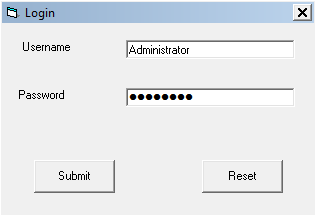 Login
Username
Administrator
Password
●●●●●●●●
Submit
Reset